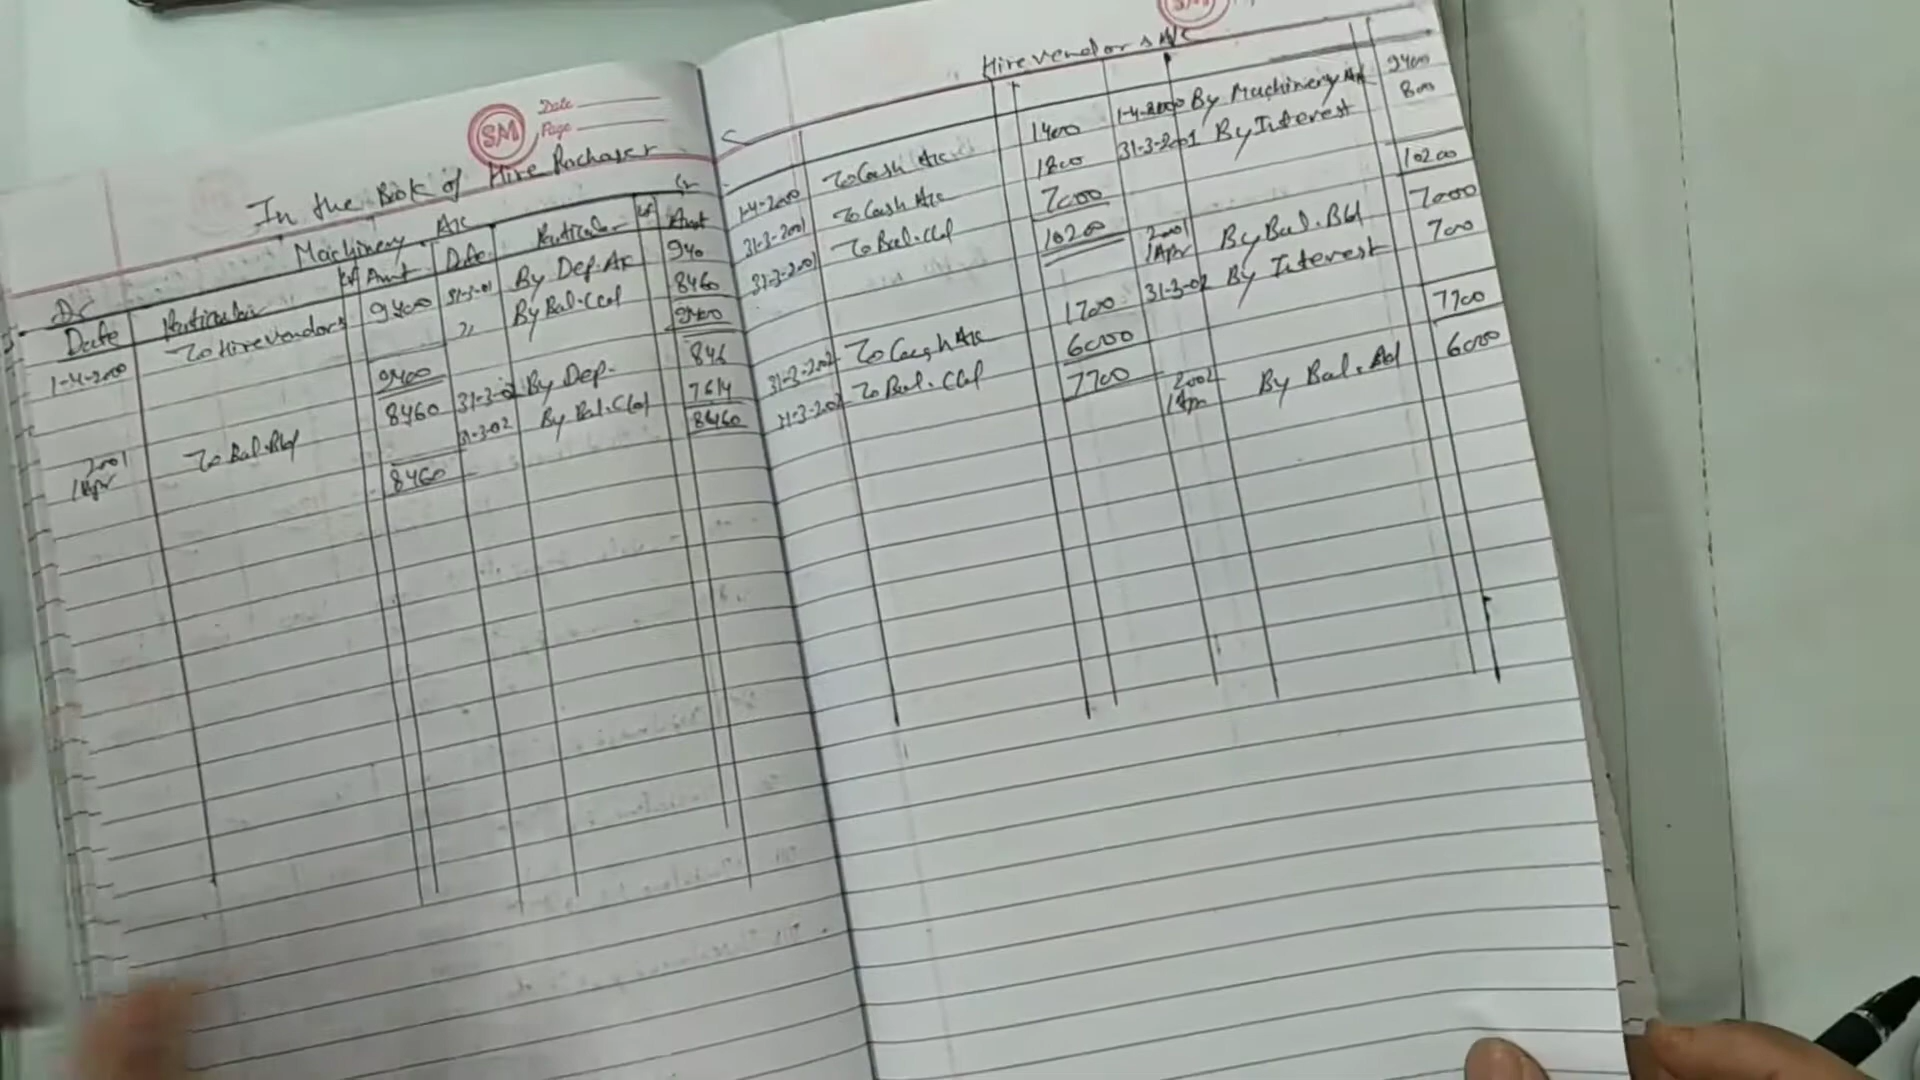 SM
Date
Page
In the Book of Hire Puchaser
Machinery A/c
Dr Cr
Date Particular LF Amt Date Particular LF Amt
1-4-2000 To Hire vendors 9400 31-3-01 By Dep. A/c 940
" By Bal. C/d 8460
9400 9400
2001 1 Apr To Bal. B/d 8460 31-3-02 By Dep. 846
31-3-02 By Bal. C/d 7614
8460 8460
SM
Hire vendors A/c
1-4-2000 To Cash A/c 1400 1-4-2000 By Machinery A/c 9400
31-3-2001 To Cash A/c 1800 31-3-2001 By Interest 800
31-3-2001 To Bal. C/d 7000
10200 10200
2001 1 Apr By Bal. B/d 7000
31-3-2002 To Cash A/c 1700 31-3-02 By Interest 700
31-3-2002 To Bal. C/d 6000
7700 7700
2002 1 Apr By Bal. B/d 6000